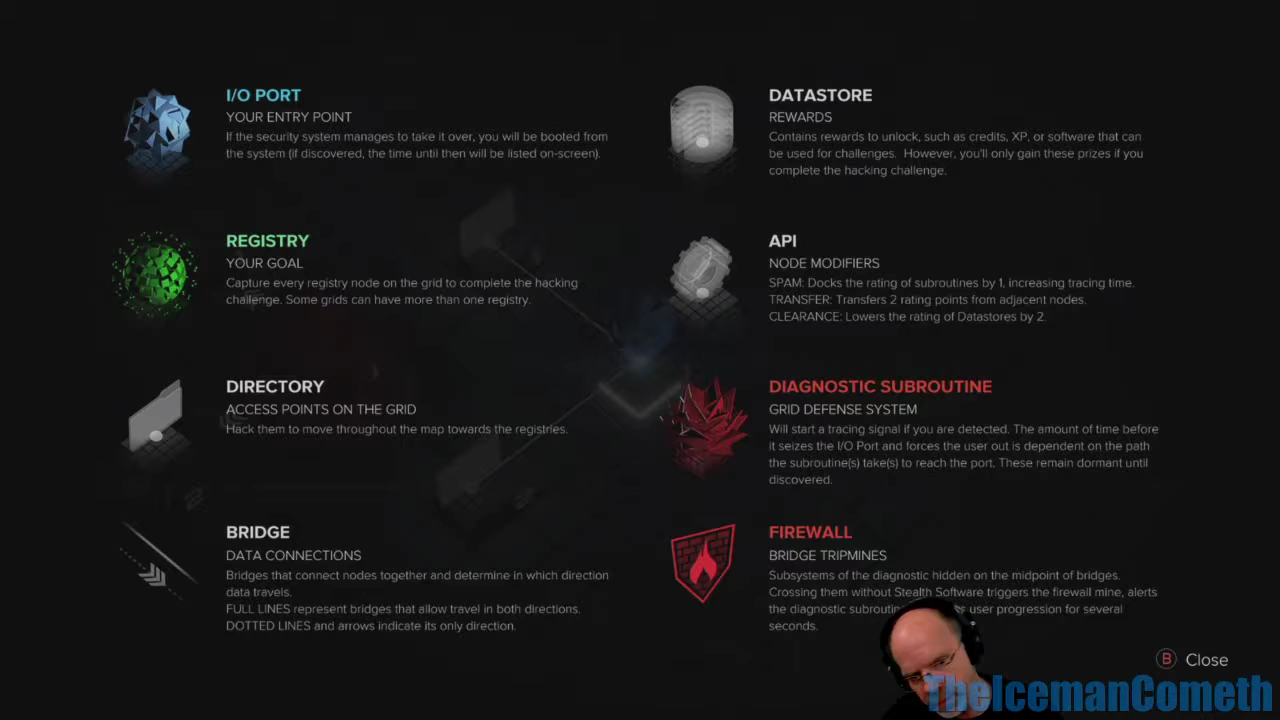 I/O PORT
YOUR ENTRY POINT
If the security system manages to take it over, you will be booted from
the system (if discovered, the time until then will be listed on-screen).
REGISTRY
YOUR GOAL
Capture every registry node on the grid to complete the hacking
challenge. Some grids can have more than one registry.
DIRECTORY
ACCESS POINTS ON THE GRID
Hack them to move throughout the map towards the registries.
BRIDGE
DATA CONNECTIONS
Bridges that connect nodes together and determine in which direction
data travels.
FULL LINES represent bridges that allow travel in both directions.
DOTTED LINES and arrows indicate its only direction.
DATASTORE
REWARDS
Contains rewards to unlock, such as credits, XP, or software that can
be used for challenges. However, you'll only gain these prizes if you
complete the hacking challenge.
API
NODE MODIFIERS
SPAM: Docks the rating of subroutines by 1, increasing tracing time.
TRANSFER: Transfers 2 rating points from adjacent nodes.
CLEARANCE: Lowers the rating of Datastores by 2.
DIAGNOSTIC SUBROUTINE
GRID DEFENSE SYSTEM
Will start a tracing signal if you are detected. The amount of time before
it seizes the I/O Port and forces the user out is dependent on the path
the subroutine(s) take(s) to reach the port. These remain dormant until
discovered.
FIREWALL
BRIDGE TRIPMINES
Subsystems of the diagnostic hidden on the midpoint of bridges.
Crossing them without Stealth Software triggers the firewall mine, alerts
the diagnostic user progression for several
seconds.
B Close
TheIcemanCometh